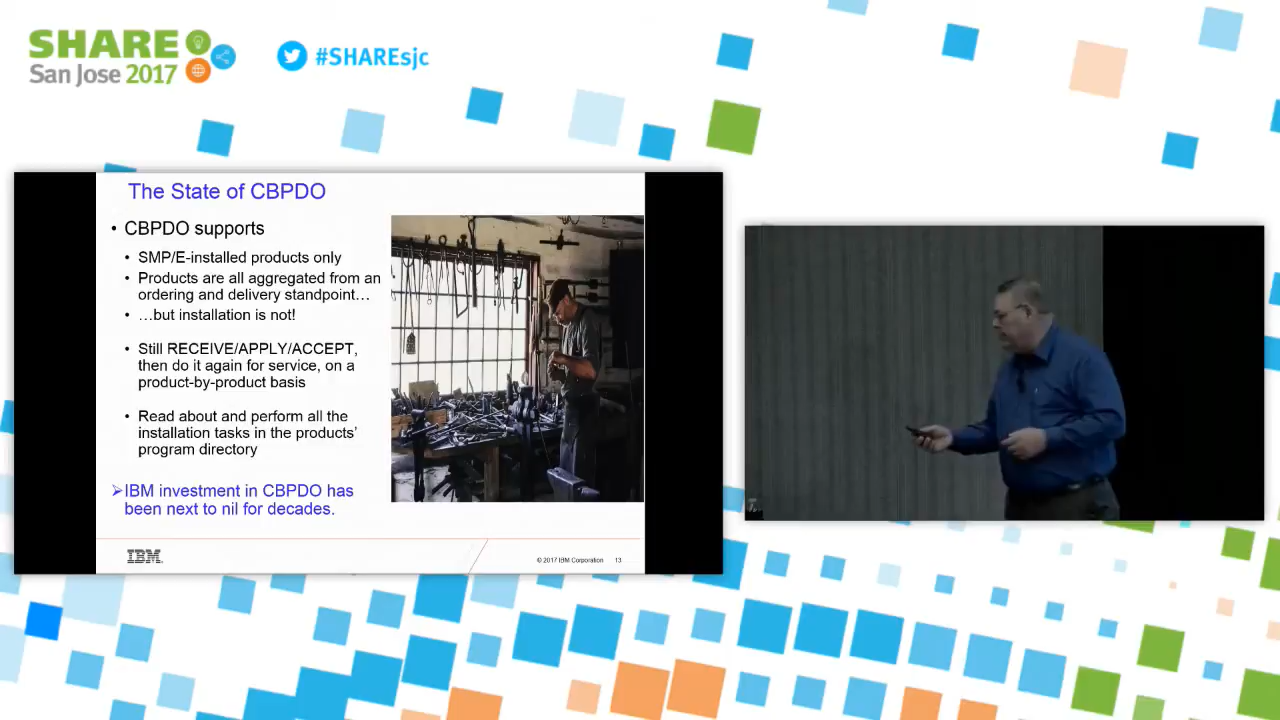 SHARE
San Jose 2017
#SHAREsjc
The State of CBPDO
• CBPDO supports
• SMP/E-installed products only
• Products are all aggregated from an
ordering and delivery standpoint…
• …but installation is not!
• Still RECEIVE/APPLY/ACCEPT,
then do it again for service, on a
product-by-product basis
• Read about and perform all the
installation tasks in the products'
program directory
➢IBM investment in CBPDO has
been next to nil for decades.
IBM
© 2017 IBM Corporation 13